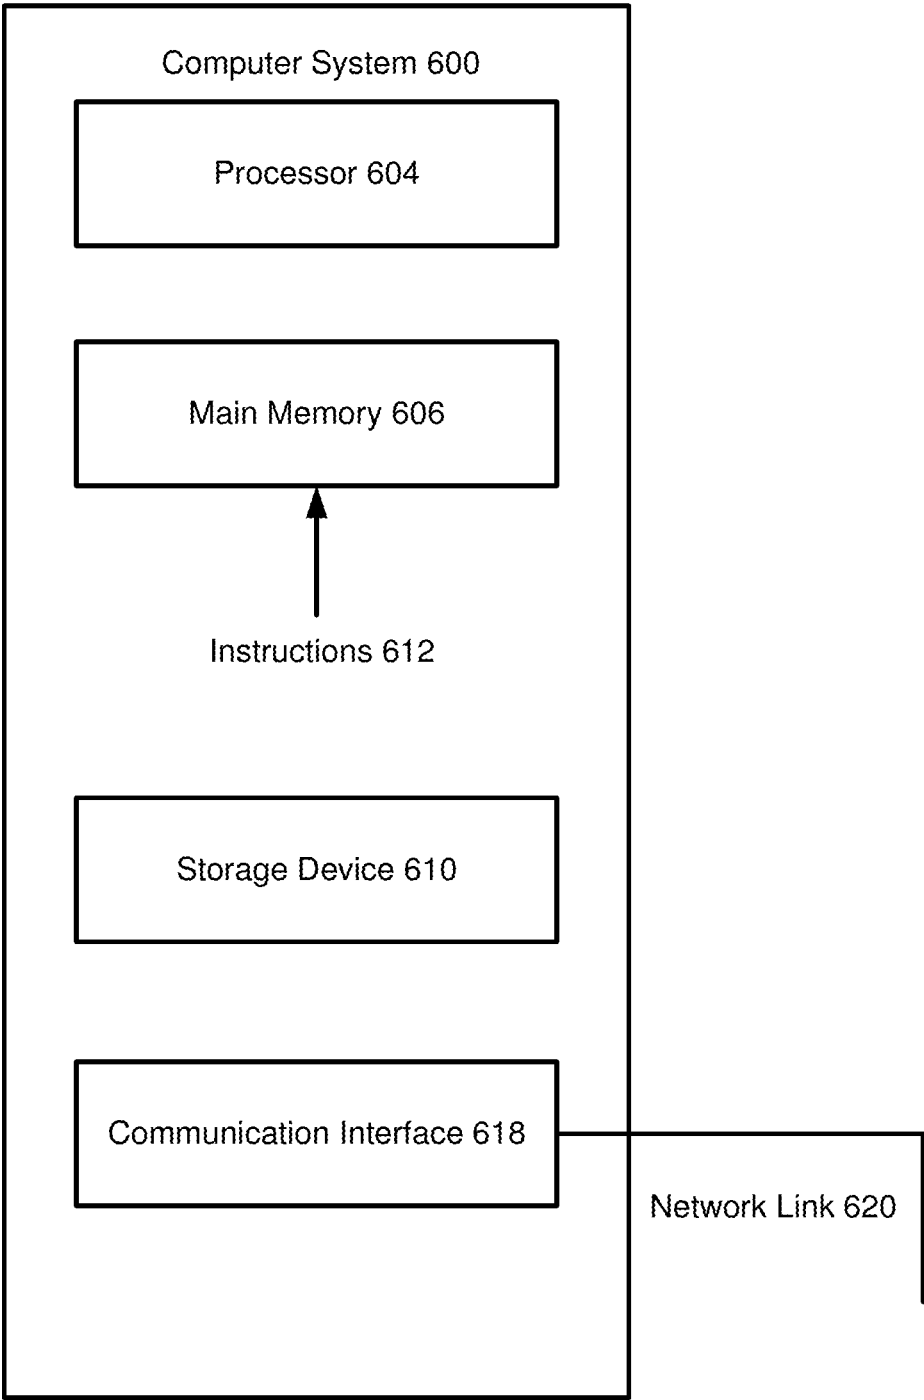 Computer System 600
Processor 604
Main Memory 606
Instructions 612
Storage Device 610
Communication Interface 618
Network Link 620